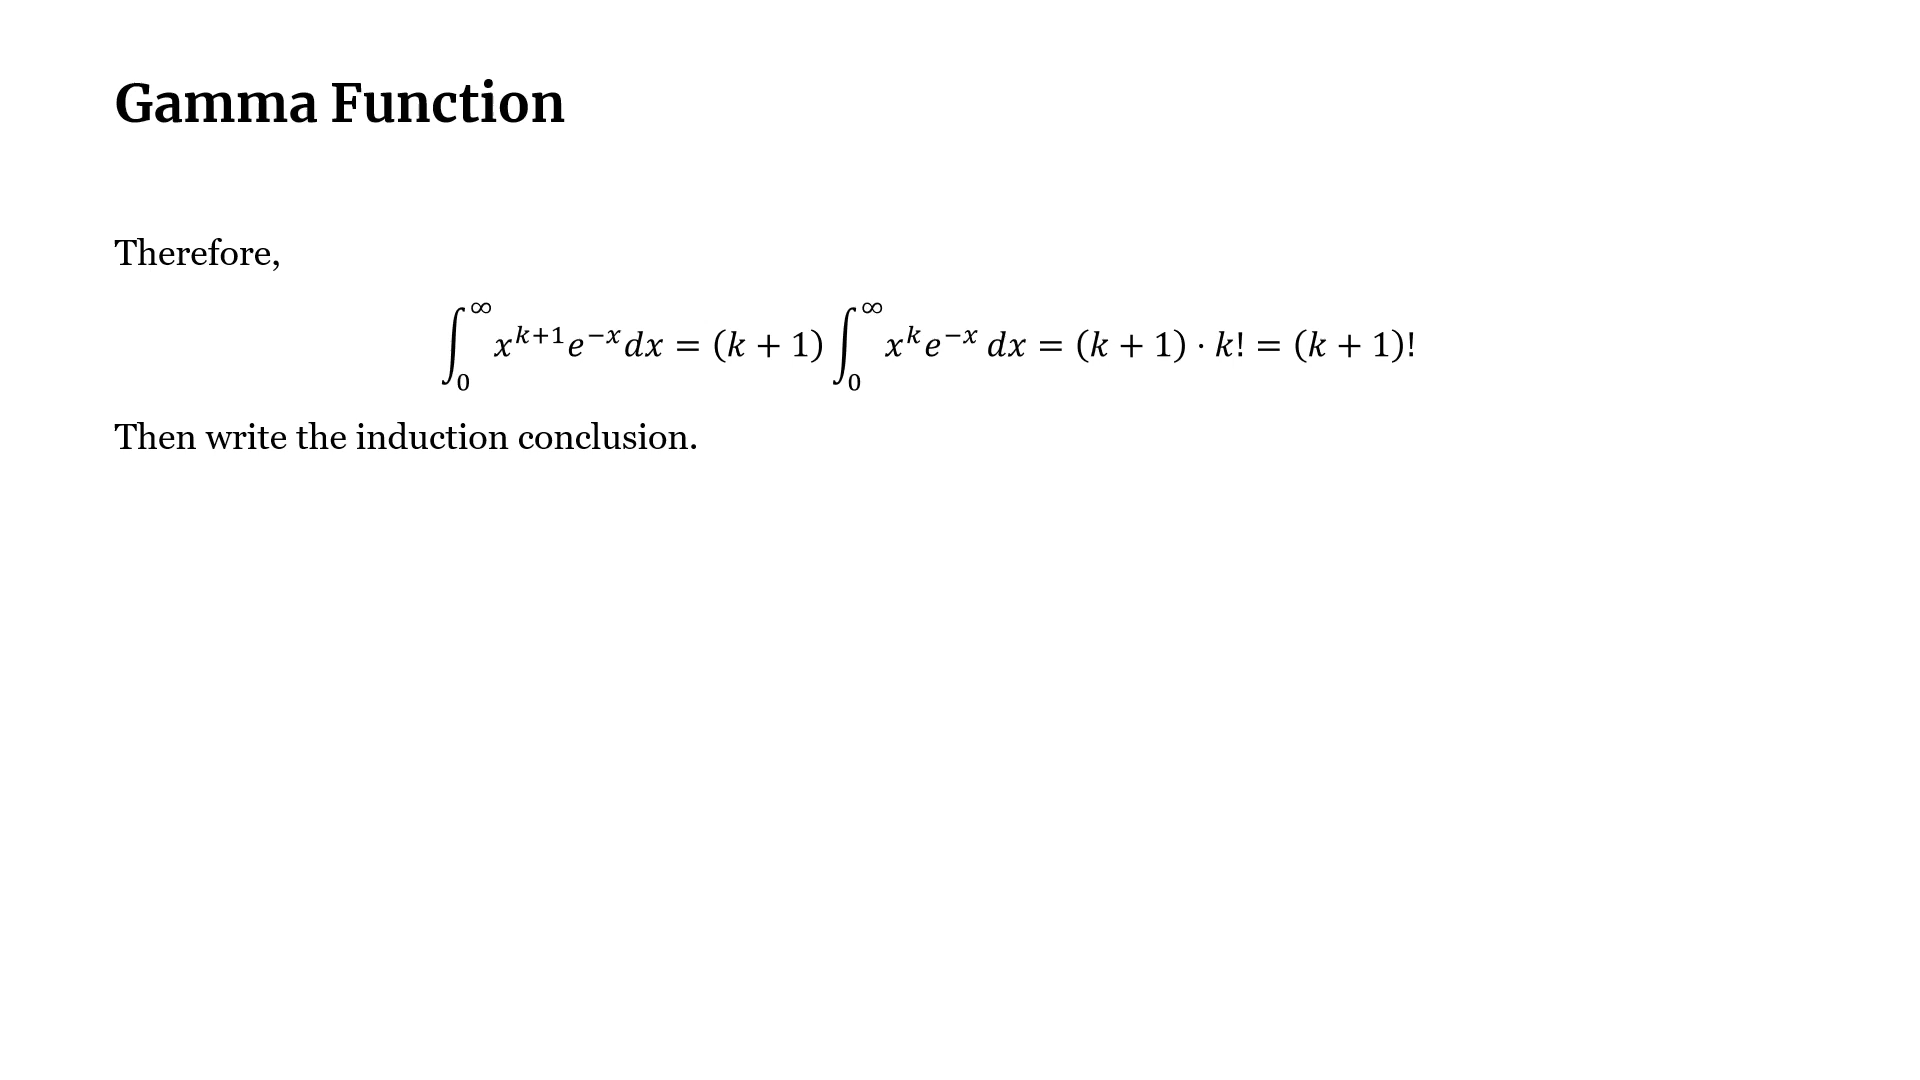 Gamma Function
Therefore,
∫₀^∞ x^{k+1}e^{−x}dx = (k + 1) ∫₀^∞ x^k e^{−x} dx = (k + 1) · k! = (k + 1)!
Then write the induction conclusion.